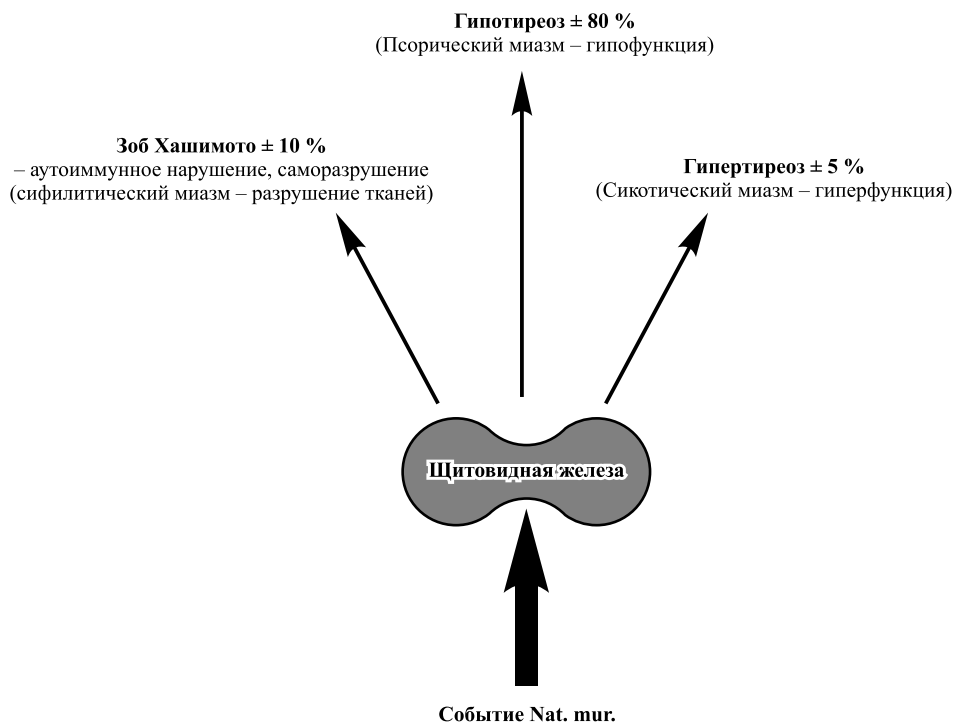 Гипотиреоз ± 80 %
(Псорический миазм – гипофункция)
Зоб Хашимото ± 10 %
– аутоиммунное нарушение, саморазрушение
(сифилитический миазм – разрушение тканей)
Гипертиреоз ± 5 %
(Сикотический миазм – гиперфункция)
Щитовидная железа
Событие Nat. mur.